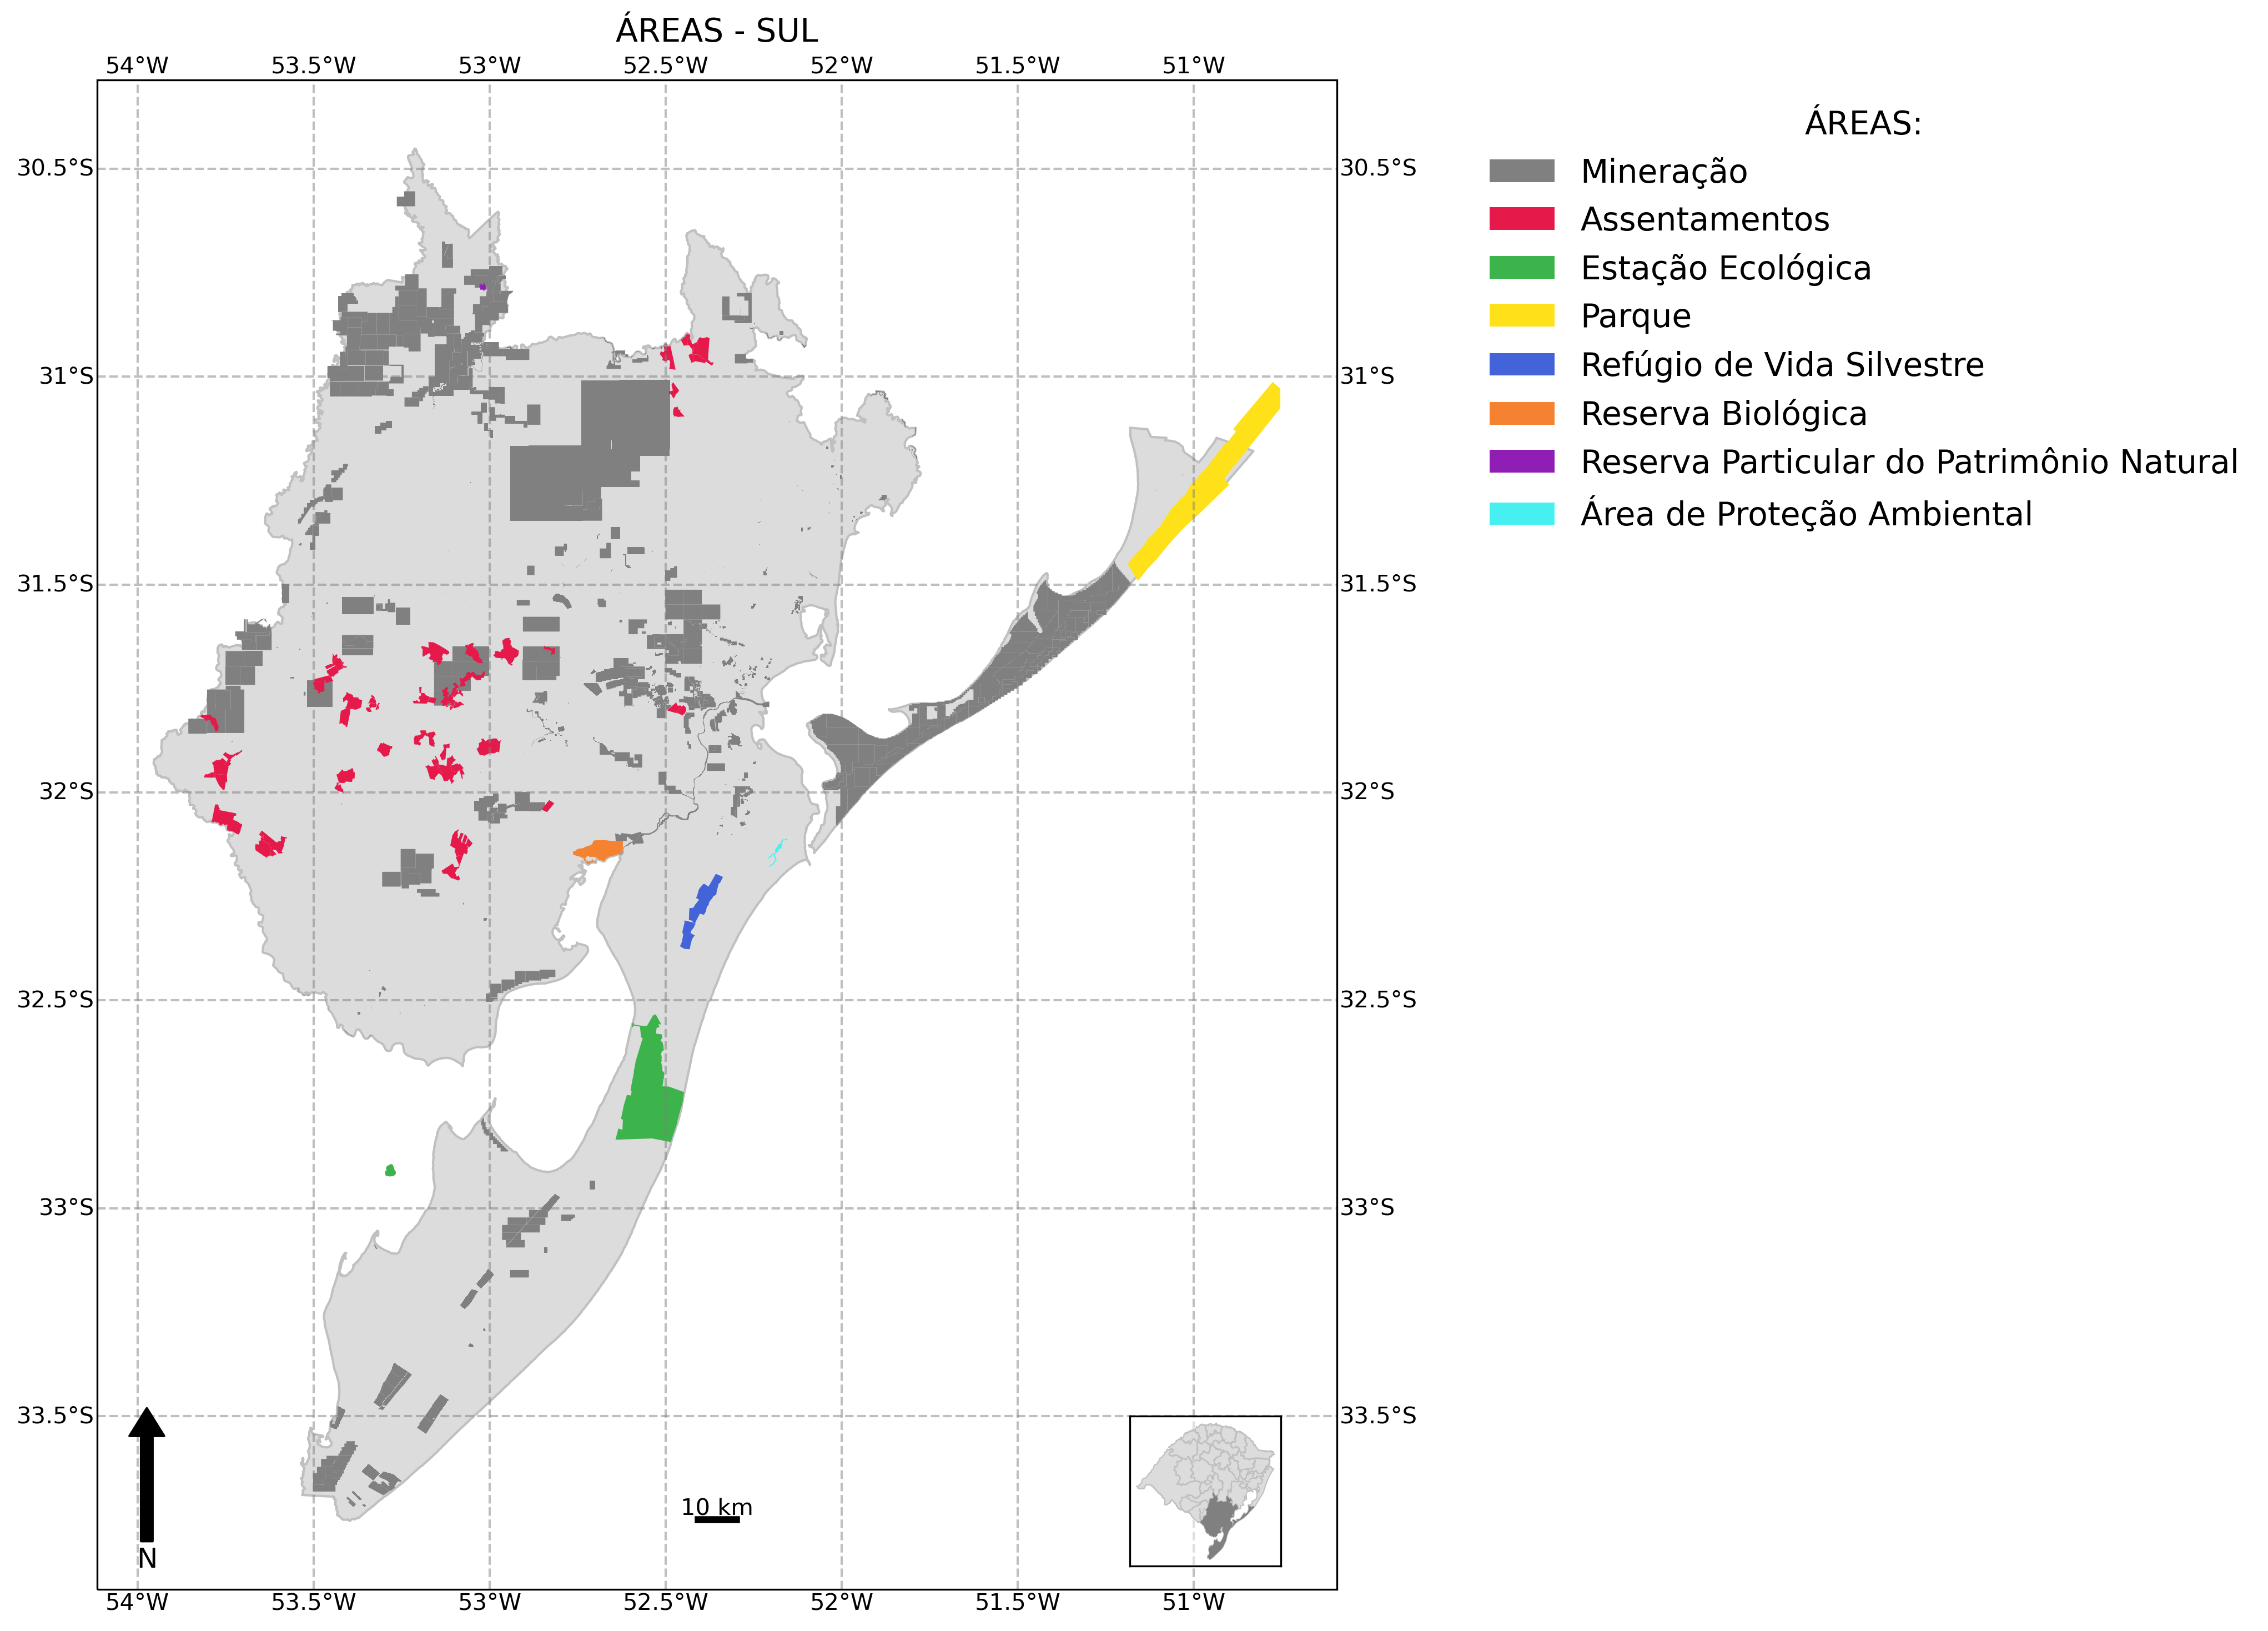 ÁREAS - SUL
54°W 53.5°W 53°W 52.5°W 52°W 51.5°W 51°W
ÁREAS:
Mineração
Assentamentos
Estação Ecológica
Parque
Refúgio de Vida Silvestre
Reserva Biológica
Reserva Particular do Patrimônio Natural
Área de Proteção Ambiental
30.5°S 30.5°S
31°S 31°S
31.5°S 31.5°S
32°S 32°S
32.5°S 32.5°S
33°S 33°S
33.5°S 33.5°S
10 km
N
54°W 53.5°W 53°W 52.5°W 52°W 51.5°W 51°W